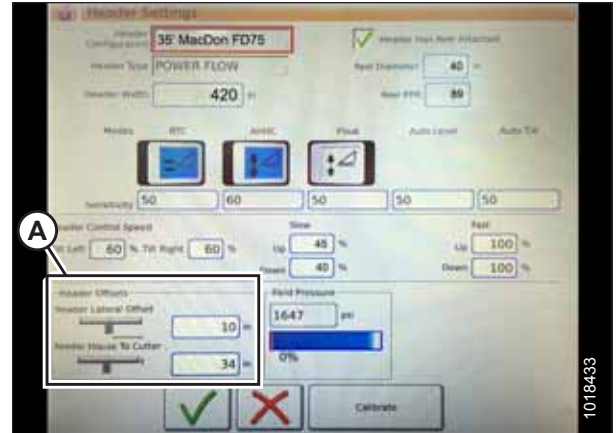 Header Settings
Header Configuration 35' MacDon FD75 Header Has Reel Attached
Header Type POWER FLOW Reel Diameter 40 in
Header Width 420 in Reel PPR 89
Modes RTC AHHC Float Auto Level Auto Tilt
Sensitivity 50 60 50 50 50
Header Control Speed Slow Fast
Tilt Left 60 % Tilt Right 60 % Up 45 % Up 100 %
Down 40 % Down 100 %
A
Header Offsets Field Pressure
Header Lateral Offset 10 in 1647 psi
Feeder House To Cutter 34 in 0%
Calibrate
1018433